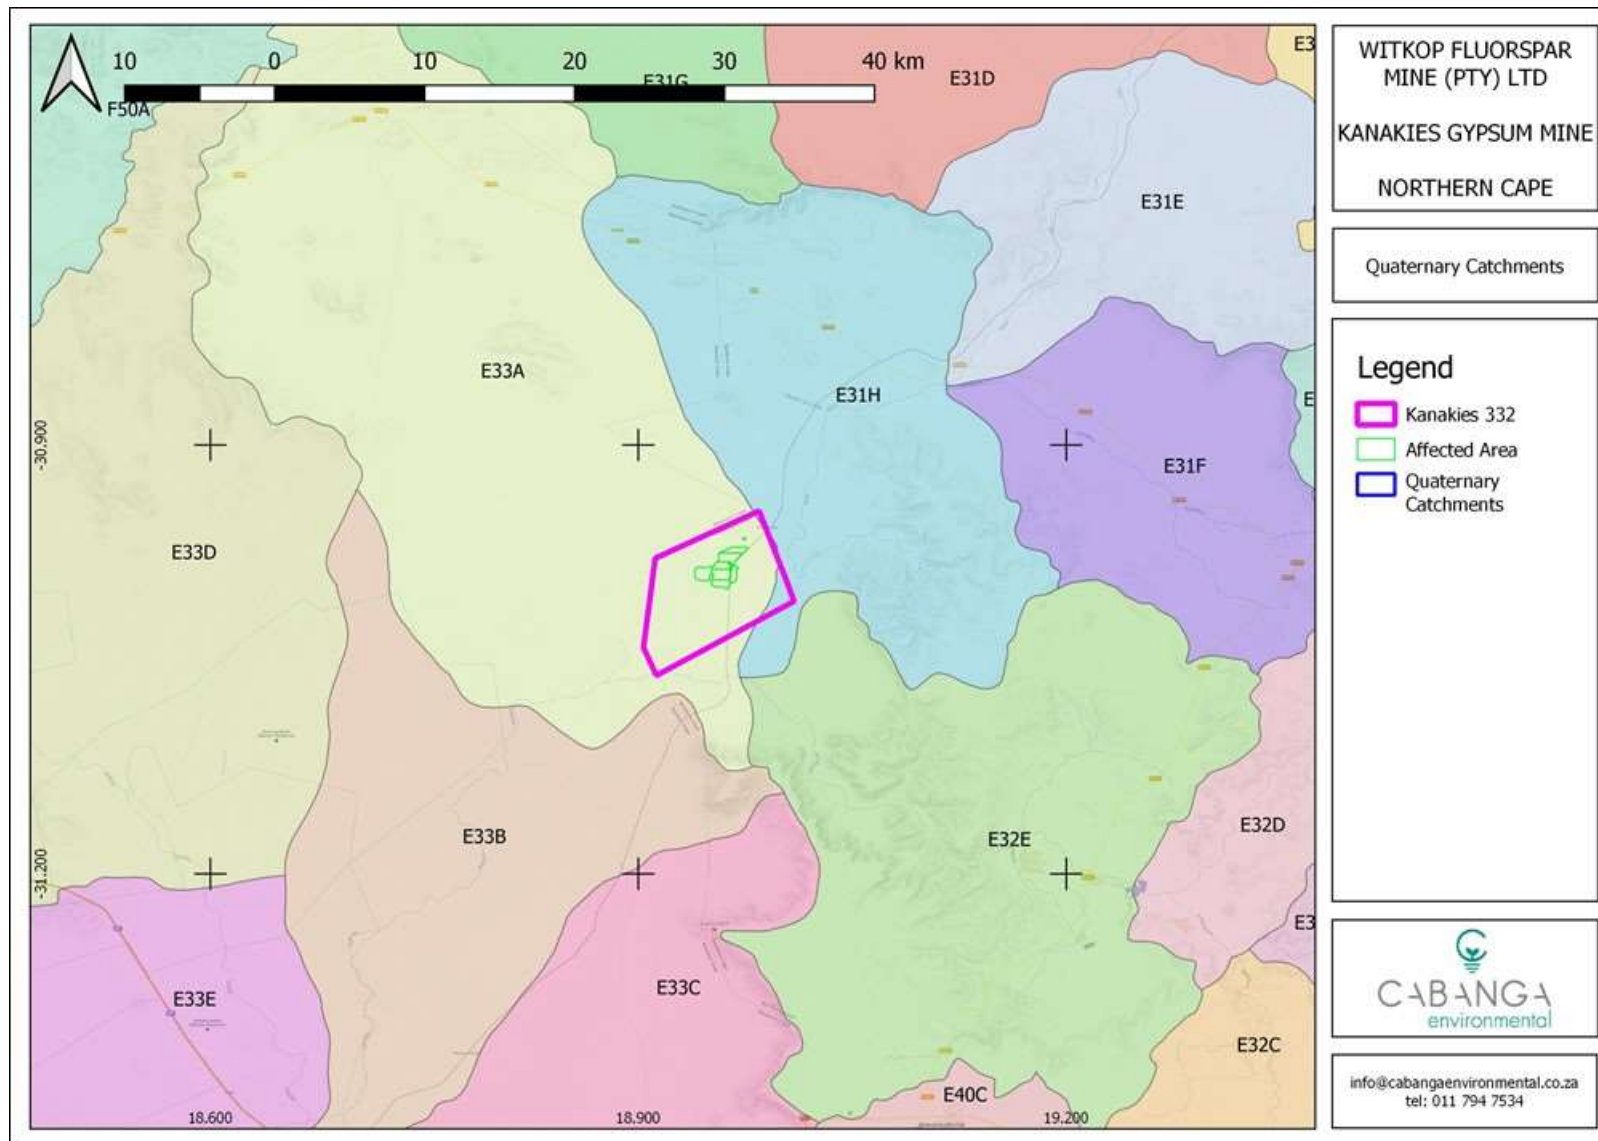 10 0 10 20 30 40 km
F50A
E31G
E31D
E3
E31E
E33A
E31H
E
E31F
E33D
E33B
E32E
E32D
E3
E33E
E33C
E32C
E40C
-30.900
-31.200
18.600
18.900
19.200
WITKOP FLUORSPAR
MINE (PTY) LTD
KANAKIES GYPSUM MINE
NORTHERN CAPE
Quaternary Catchments
Legend
Kanakies 332
Affected Area
Quaternary
Catchments
CABANGA
environmental
info@cabangaenvironmental.co.za
tel: 011 794 7534